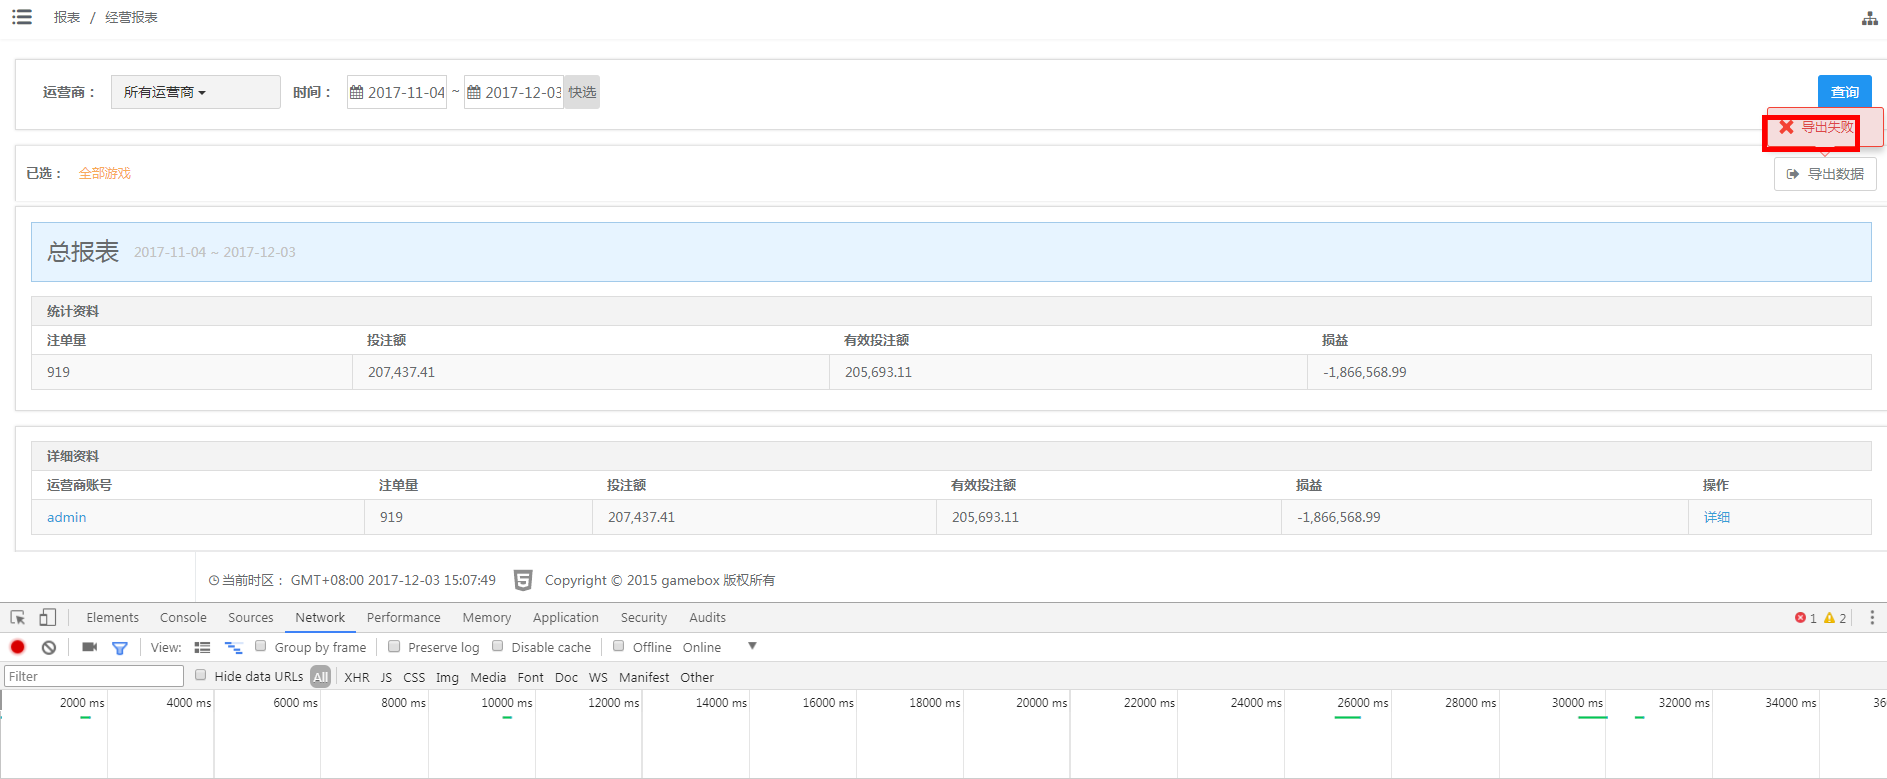 报表 / 经营报表
运营商： 所有运营商 时间： 2017-11-04 ~ 2017-12-03 快选 查询
导出失败
已选： 全部游戏 导出数据
总报表 2017-11-04 ~ 2017-12-03
统计资料
注单量 投注额 有效投注额 损益
919 207,437.41 205,693.11 -1,866,568.99
详细资料
运营商账号 注单量 投注额 有效投注额 损益 操作
admin 919 207,437.41 205,693.11 -1,866,568.99 详细
当前时区： GMT+08:00 2017-12-03 15:07:49 5 Copyright © 2015 gamebox 版权所有
Elements Console Sources Network Performance Memory Application Security Audits 1 2
View: Group by frame Preserve log Disable cache Offline Online
Filter Hide data URLs All XHR JS CSS Img Media Font Doc WS Manifest Other
2000 ms 4000 ms 6000 ms 8000 ms 10000 ms 12000 ms 14000 ms 16000 ms 18000 ms 20000 ms 22000 ms 24000 ms 26000 ms 28000 ms 30000 ms 32000 ms 34000 ms 36